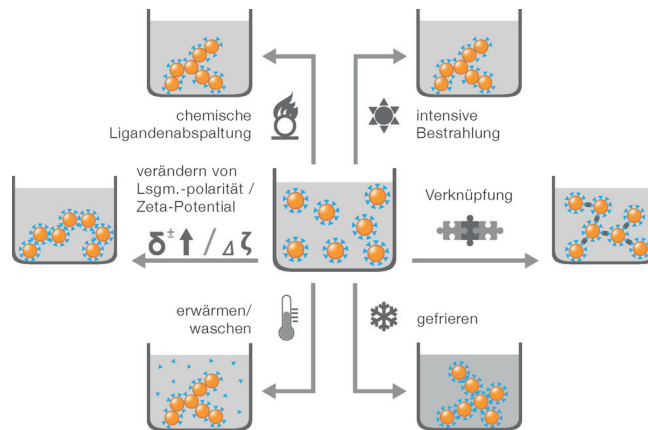 chemische
Ligandenabspaltung
intensive
Bestrahlung
verändern von
Lsgm.-polarität /
Zeta-Potential
δ± ↑ / Δ ζ
Verknüpfung
erwärmen/
waschen
gefrieren